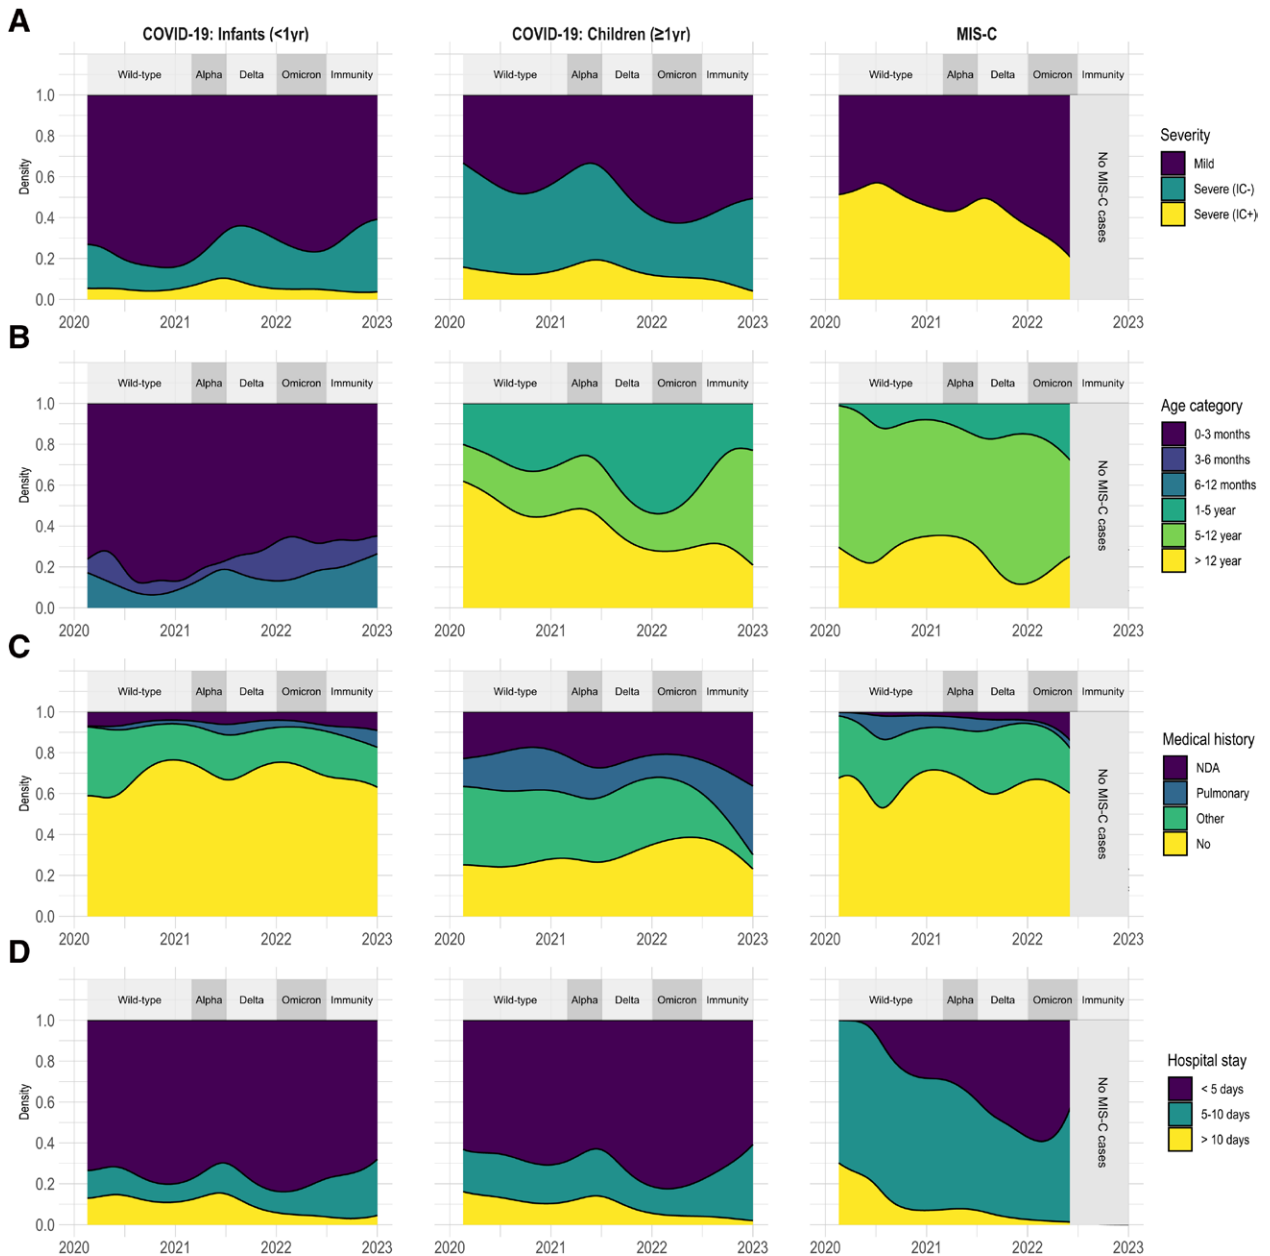 A
COVID-19: Infants (<1yr)
COVID-19: Children (≥1yr)
MIS-C
Wild-type Alpha Delta Omicron Immunity
Wild-type Alpha Delta Omicron Immunity
Wild-type Alpha Delta Omicron Immunity
1.0
0.8
0.6
0.4
0.2
0.0
Density
No MIS-C cases
2020 2021 2022 2023
2020 2021 2022 2023
2020 2021 2022 2023
Severity
Mild
Severe (IC-)
Severe (IC+)
B
Wild-type Alpha Delta Omicron Immunity
Wild-type Alpha Delta Omicron Immunity
Wild-type Alpha Delta Omicron Immunity
1.0
0.8
0.6
0.4
0.2
0.0
Density
No MIS-C cases
2020 2021 2022 2023
2020 2021 2022 2023
2020 2021 2022 2023
Age category
0-3 months
3-6 months
6-12 months
1-5 year
5-12 year
> 12 year
C
Wild-type Alpha Delta Omicron Immunity
Wild-type Alpha Delta Omicron Immunity
Wild-type Alpha Delta Omicron Immunity
1.0
0.8
0.6
0.4
0.2
0.0
Density
No MIS-C cases
2020 2021 2022 2023
2020 2021 2022 2023
2020 2021 2022 2023
Medical history
NDA
Pulmonary
Other
No
D
Wild-type Alpha Delta Omicron Immunity
Wild-type Alpha Delta Omicron Immunity
Wild-type Alpha Delta Omicron Immunity
1.0
0.8
0.6
0.4
0.2
0.0
Density
No MIS-C cases
2020 2021 2022 2023
2020 2021 2022 2023
2020 2021 2022 2023
Hospital stay
< 5 days
5-10 days
> 10 days